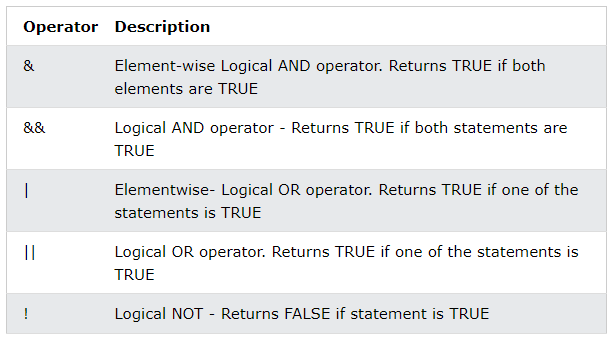 Operator Description
& Element-wise Logical AND operator. Returns TRUE if both
elements are TRUE
&& Logical AND operator - Returns TRUE if both statements are
TRUE
| Elementwise- Logical OR operator. Returns TRUE if one of the
statements is TRUE
|| Logical OR operator. Returns TRUE if one of the statements is
TRUE
! Logical NOT - Returns FALSE if statement is TRUE